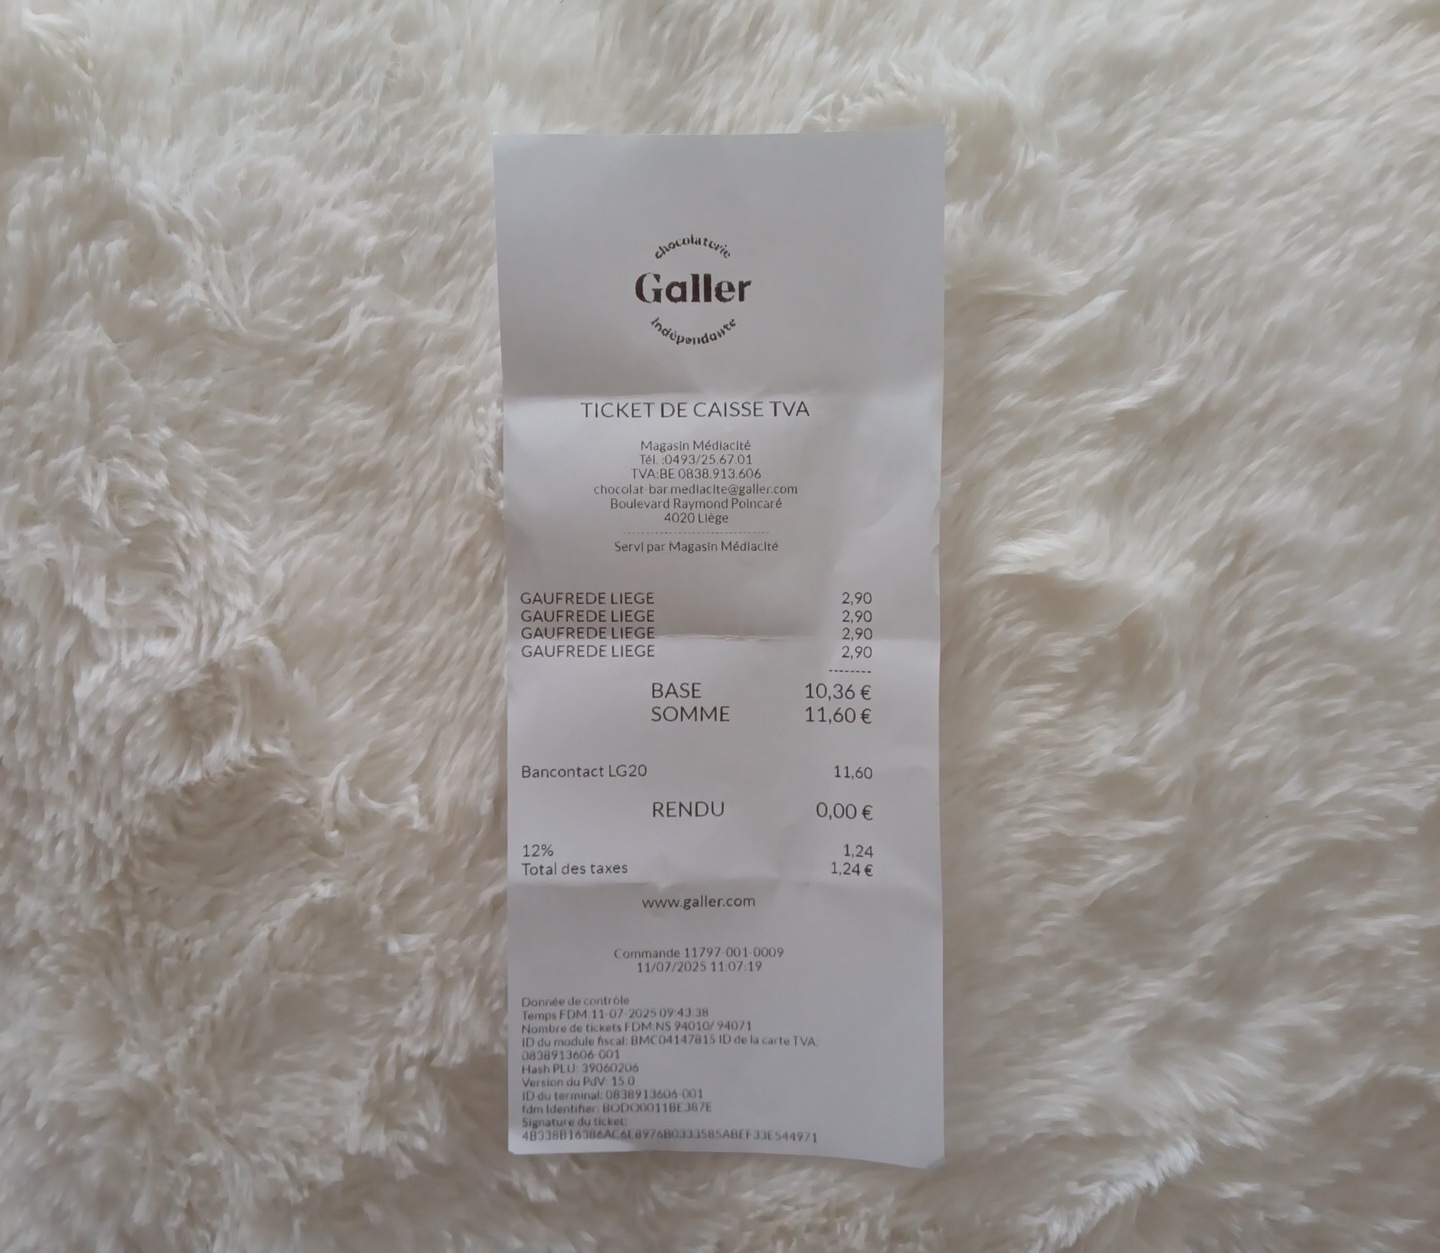 chocolaterie
Galler
Indépendante
TICKET DE CAISSE TVA
Magasin Médiacité
Tél. :0493/25.67.01
TVA:BE 0838.913.606
chocolat-bar.mediacite@galler.com
Boulevard Raymond Poincaré
4020 Liège
Servi par Magasin Médiacité
GAUFREDE LIEGE 2,90
GAUFREDE LIEGE 2,90
GAUFREDE LIEGE 2,90
GAUFREDE LIEGE 2,90
BASE 10,36 €
SOMME 11,60 €
Bancontact LG20 11,60
RENDU 0,00 €
12% 1,24
Total des taxes 1,24 €
www.galler.com
Commande 11797-001-0009
11/07/2025 11:07:19
Donnée de contrôle
Temps FDM:11-07-2025 09:43:38
Nombre de tickets FDM:NS 94010/ 94071
ID du module fiscal: BMC04147815 ID de la carte TVA:
0838913606-001
Hash PLU: 39060206
Version du PdV: 15.0
ID du terminal: 0838913606-001
fdm Identifier: BODO0011BE387E
Signature du ticket: